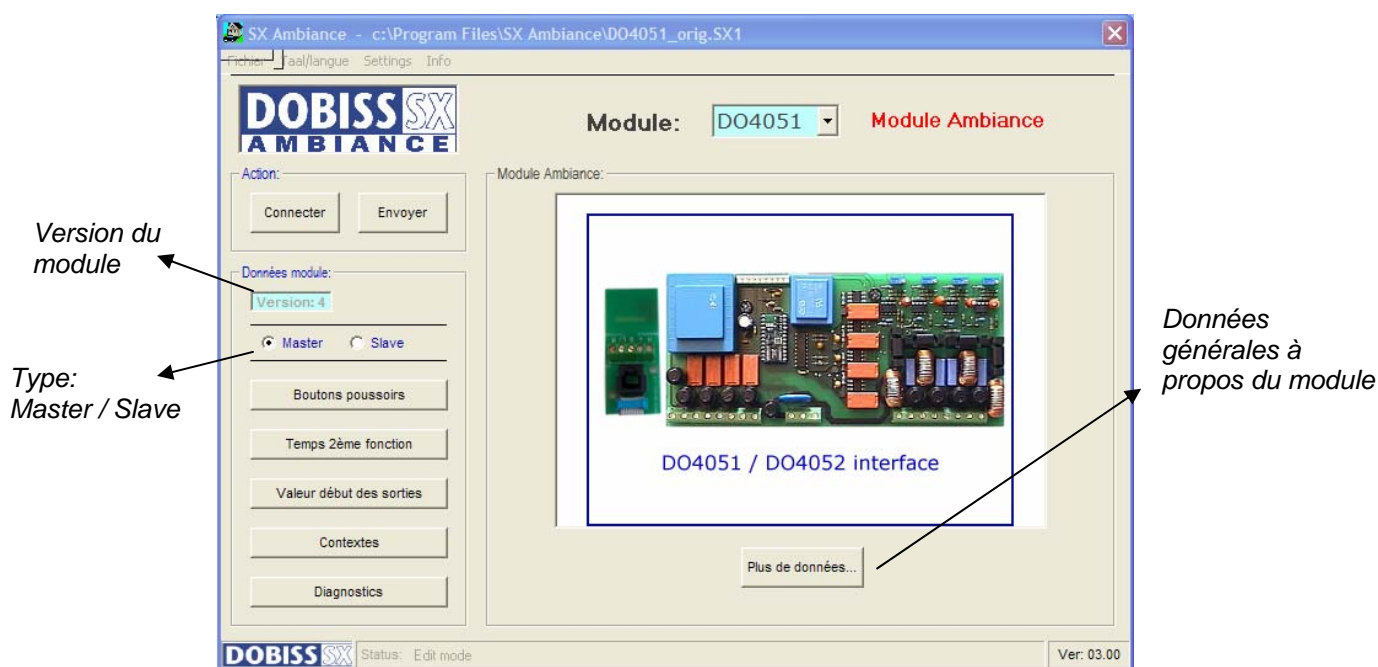 SX Ambiance - c:\Program Files\SX Ambiance\DO4051_orig.SX1
Fichier Taal/langue Settings Info
DOBISS SX
AMBIANCE
Module: DO4051 Module Ambiance
Action:
Connecter Envoyer
Version du
module
Données module:
Version: 4
Master Slave
Type:
Master / Slave
Boutons poussoirs
Temps 2ème fonction
Valeur début des sorties
Contextes
Diagnostics
Module Ambiance:
DO4051 / DO4052 interface
Plus de données...
Données
générales à
propos du module
DOBISS SX Status: Edit mode Ver: 03.00